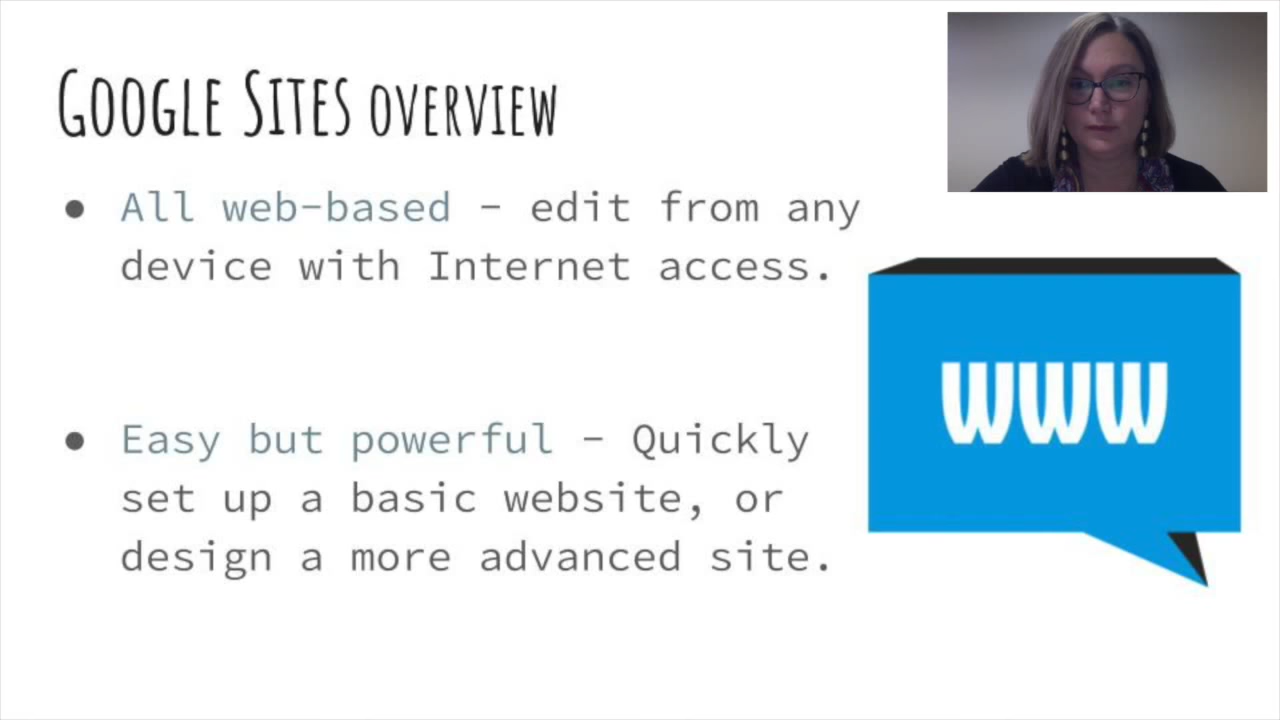 GOOGLE SITES OVERVIEW
● All web-based – edit from any
device with Internet access.
● Easy but powerful – Quickly
set up a basic website, or
design a more advanced site.
WWW